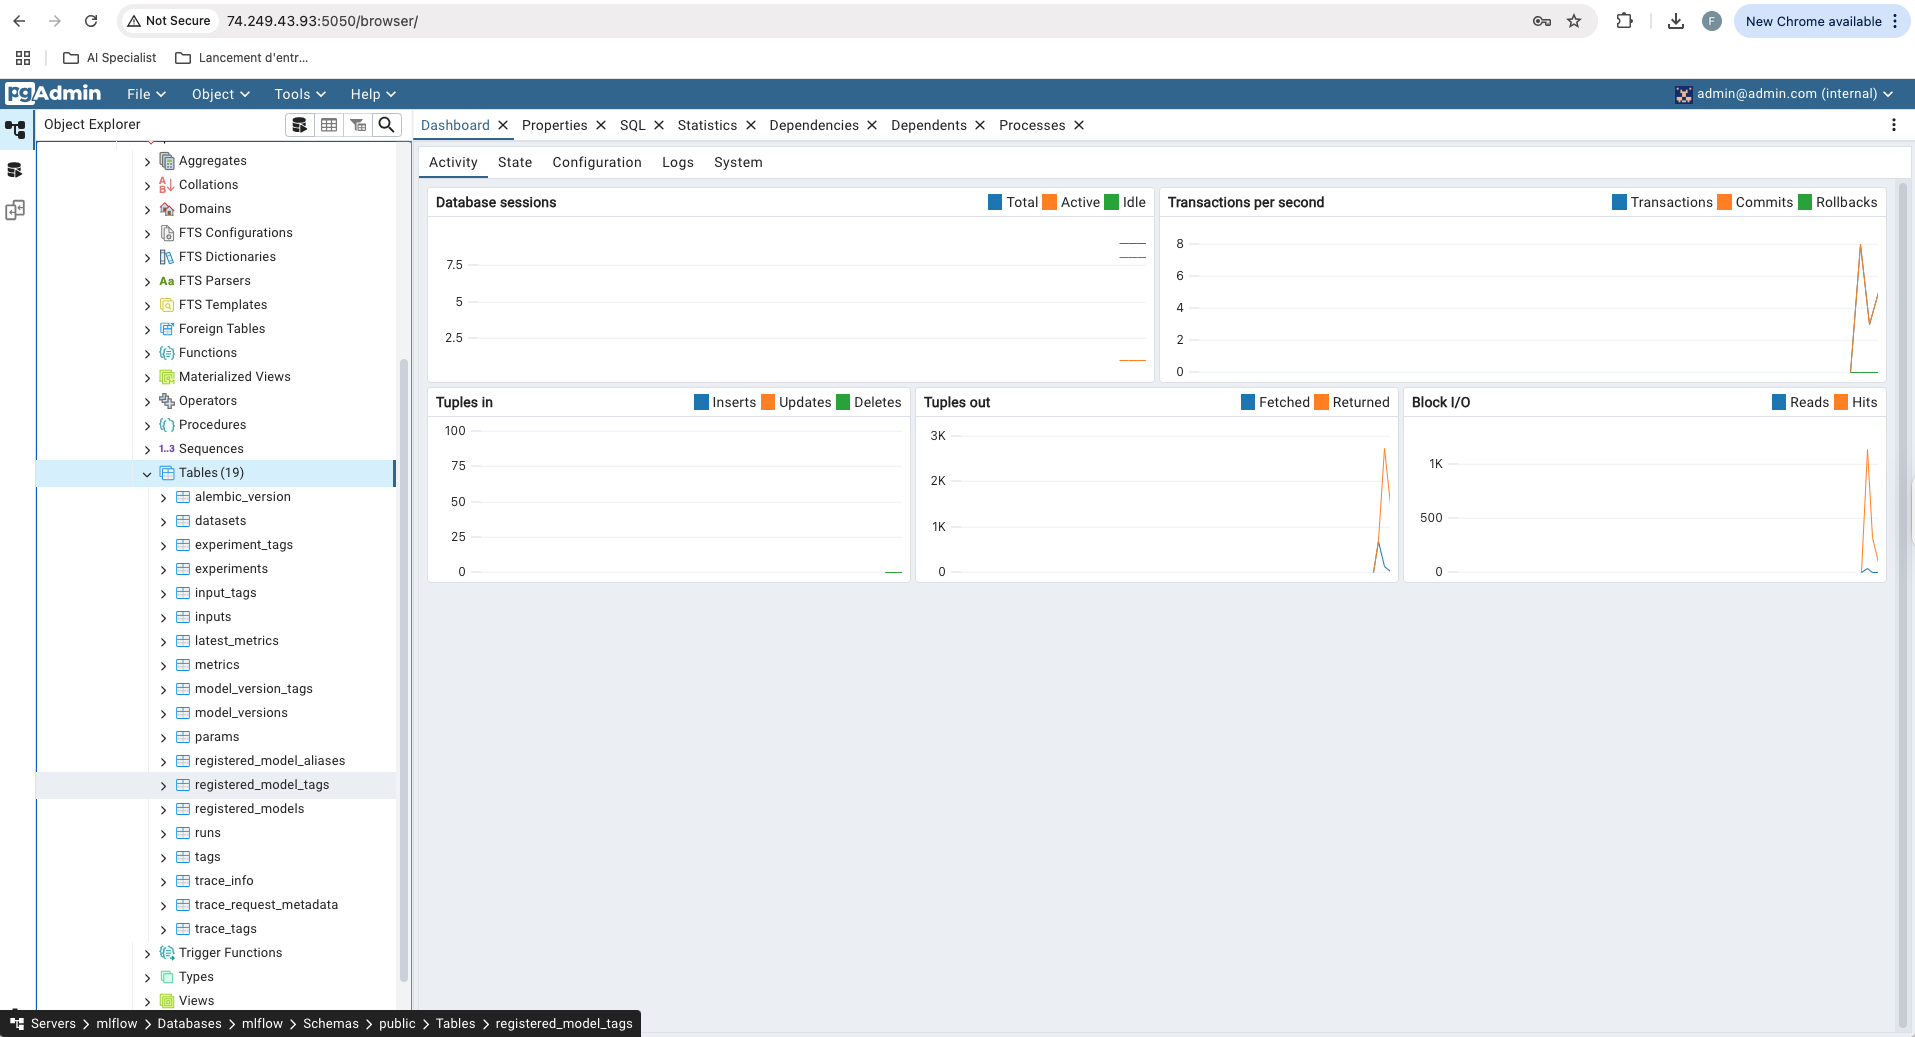 Not Secure 74.249.43.93:5050/browser/ F New Chrome available
AI Specialist Lancement d'entr...
pgAdmin File Object Tools Help admin@admin.com (internal)
Object Explorer
Aggregates
Collations
Domains
FTS Configurations
FTS Dictionaries
Aa FTS Parsers
FTS Templates
Foreign Tables
Functions
Materialized Views
Operators
Procedures
1..3 Sequences
Tables (19)
alembic_version
datasets
experiment_tags
experiments
input_tags
inputs
latest_metrics
metrics
model_version_tags
model_versions
params
registered_model_aliases
registered_model_tags
registered_models
runs
tags
trace_info
trace_request_metadata
trace_tags
Trigger Functions
Types
Views
Servers > mlflow > Databases > mlflow > Schemas > public > Tables > registered_model_tags
Dashboard Properties SQL Statistics Dependencies Dependents Processes
Activity State Configuration Logs System
Database sessions Total Active Idle
7.5
5
2.5
Transactions per second Transactions Commits Rollbacks
8
6
4
2
0
Tuples in Inserts Updates Deletes
100
75
50
25
0
Tuples out Fetched Returned
3K
2K
1K
0
Block I/O Reads Hits
1K
500
0